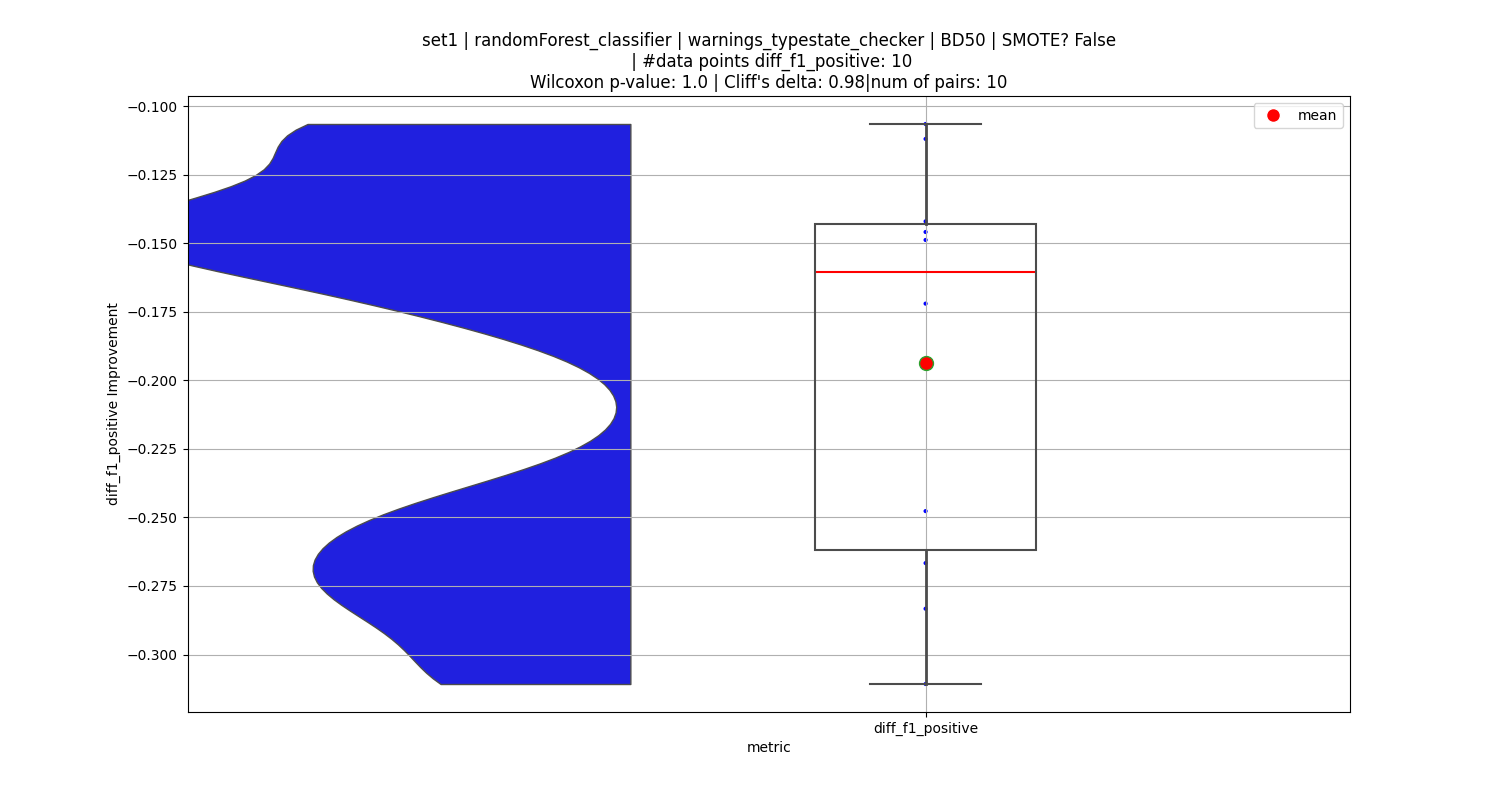 set1 | randomForest_classifier | warnings_typestate_checker | BD50 | SMOTE? False
| #data points diff_f1_positive: 10
Wilcoxon p-value: 1.0 | Cliff's delta: 0.98|num of pairs: 10
mean
−0.100
−0.125
−0.150
−0.175
−0.200
−0.225
−0.250
−0.275
−0.300
diff_f1_positive Improvement
diff_f1_positive
metric